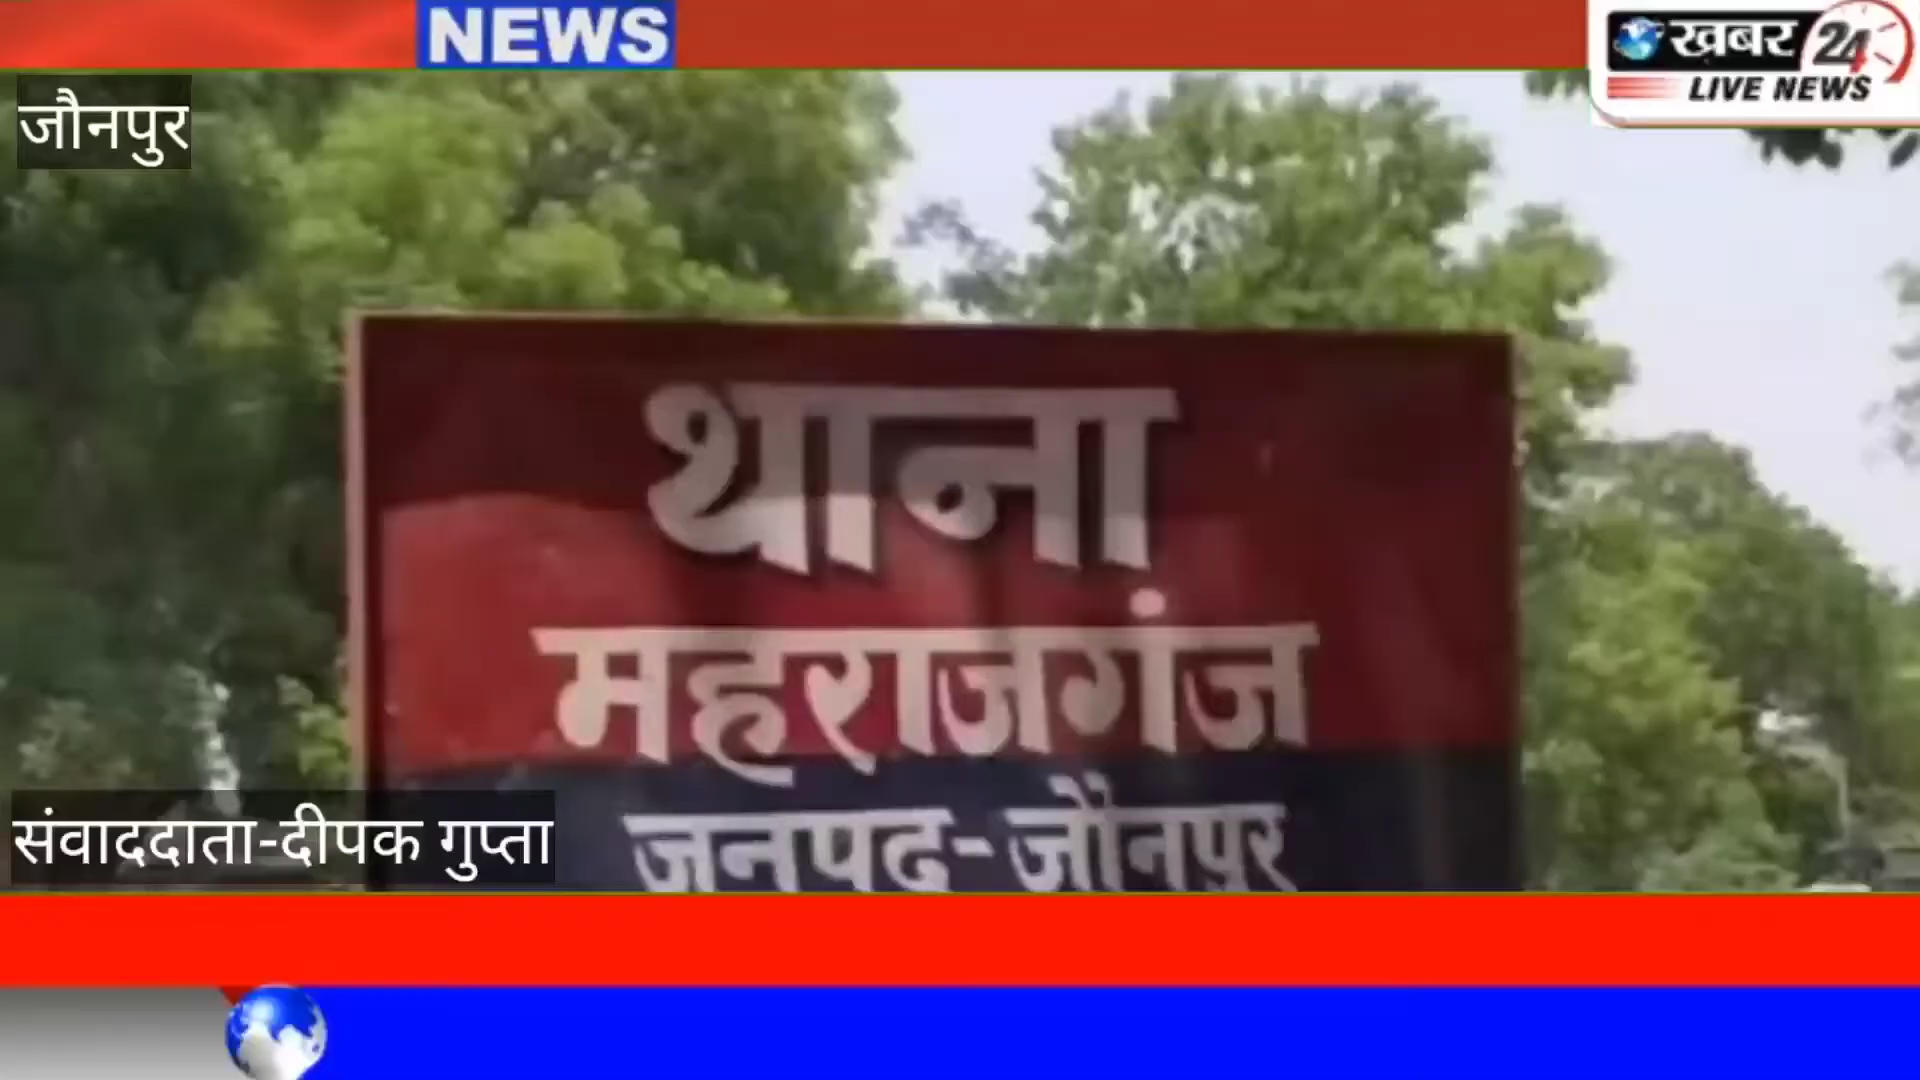 NEWS
खबर 24
LIVE NEWS
जौनपुर
थाना
महराजगंज
जनपद-जौनपुर
संवाददाता-दीपक गुप्ता